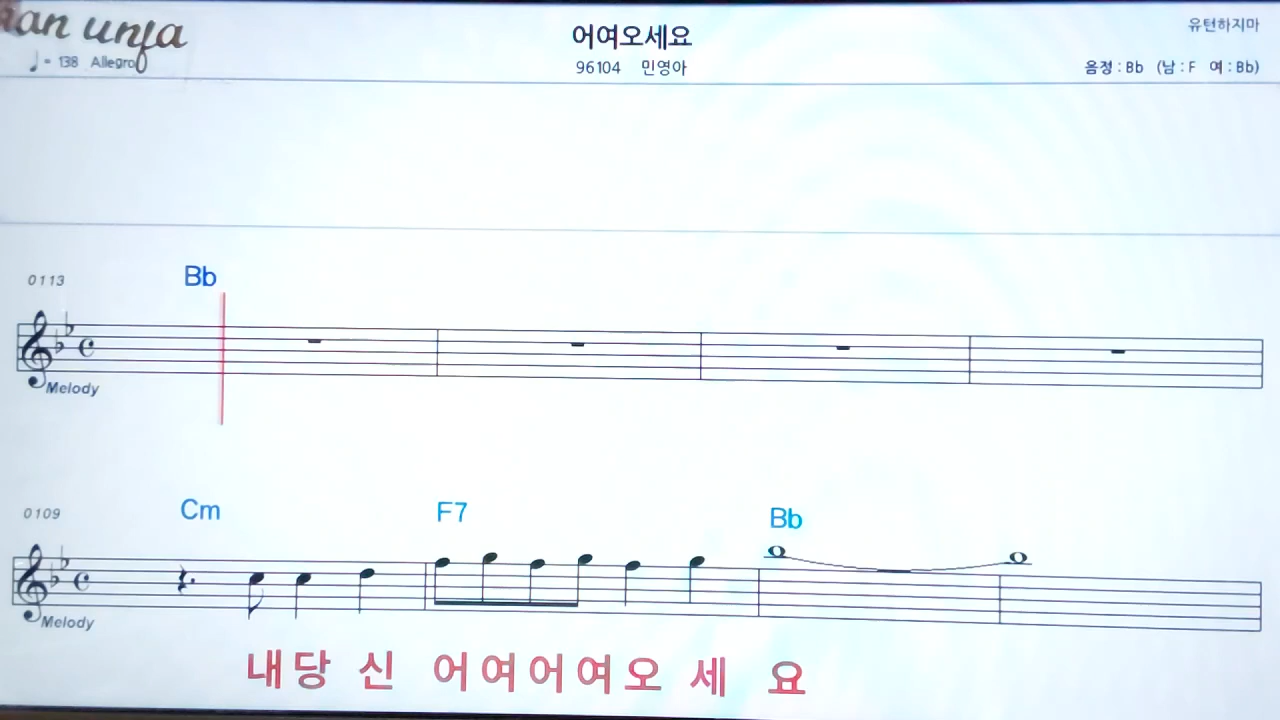 어여오세요
유턴하지마
♩= 138 Allegro
96104 민영아
음정 : Bb (남 : F 여 : Bb)
0113
Bb
Melody
0109
Cm F7 Bb
Melody
내당 신 어여어여오 세 요